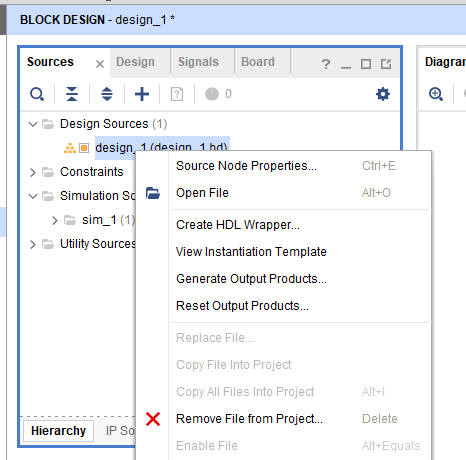 BLOCK DESIGN - design_1 *
Sources
Design
Signals
Board
?
Diagram
0
Design Sources (1)
design_1 (design_1.bd)
Constraints
Simulation So
sim_1 (1)
Utility Sources
Source Node Properties... Ctrl+E
Open File Alt+O
Create HDL Wrapper...
View Instantiation Template
Generate Output Products...
Reset Output Products...
Replace File...
Copy File Into Project
Copy All Files Into Project Alt+I
Remove File from Project... Delete
Enable File Alt+Equals
Hierarchy
IP So